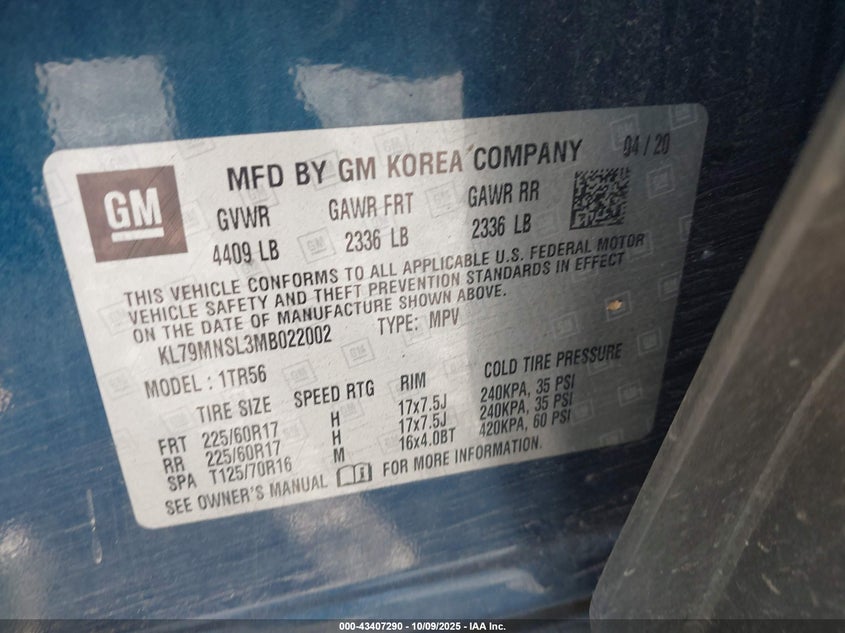 GM
MFD BY GM KOREA COMPANY 04 / 20
GVWR GAWR FRT GAWR RR
4409 LB 2336 LB 2336 LB
THIS VEHICLE CONFORMS TO ALL APPLICABLE U.S. FEDERAL MOTOR
VEHICLE SAFETY AND THEFT PREVENTION STANDARDS IN EFFECT
ON THE DATE OF MANUFACTURE SHOWN ABOVE.
KL79MNSL3MB022002 TYPE: MPV
MODEL : 1TR56
TIRE SIZE SPEED RTG RIM COLD TIRE PRESSURE
FRT 225/60R17 H 17x7.5J 240KPA, 35 PSI
RR 225/60R17 H 17x7.5J 240KPA, 35 PSI
SPA T125/70R16 M 16x4.0BT 420KPA, 60 PSI
SEE OWNER'S MANUAL FOR MORE INFORMATION.
000-43407290 - 10/09/2025 - IAA Inc.